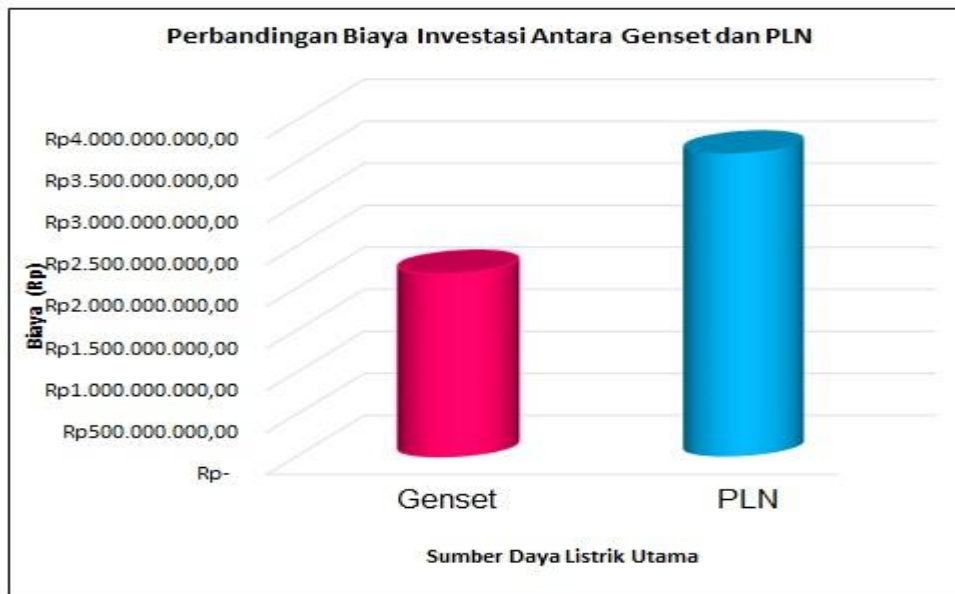 Perbandingan Biaya Investasi Antara Genset dan PLN
Rp4.000.000.000,00
Rp3.500.000.000,00
Rp3.000.000.000,00
Rp2.500.000.000,00
Rp2.000.000.000,00
Rp1.500.000.000,00
Rp1.000.000.000,00
Rp500.000.000,00
Rp-
Biaya (Rp)
Genset
PLN
Sumber Daya Listrik Utama